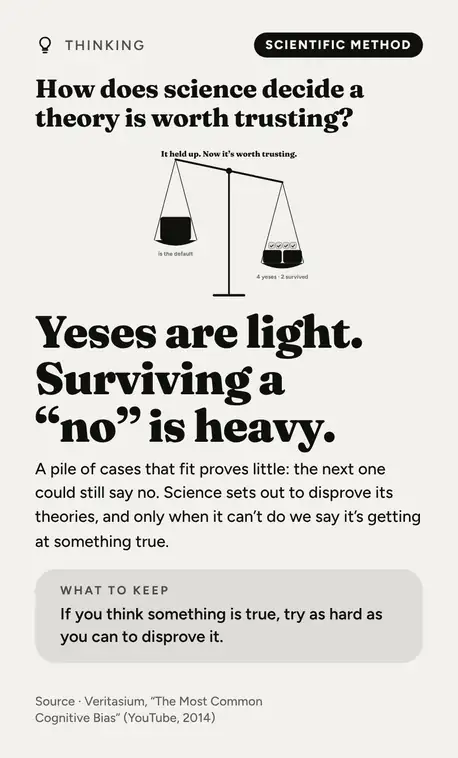 THINKING
SCIENTIFIC METHOD
How does science decide a
theory is worth trusting?
It held up. Now it's worth trusting.
is the default
4 yeses · 2 survived
Yeses are light.
Surviving a
“no” is heavy.
A pile of cases that fit proves little: the next one
could still say no. Science sets out to disprove its
theories, and only when it can’t do we say it’s getting
at something true.
WHAT TO KEEP
If you think something is true, try as hard as
you can to disprove it.
Source · Veritasium, “The Most Common
Cognitive Bias” (YouTube, 2014)